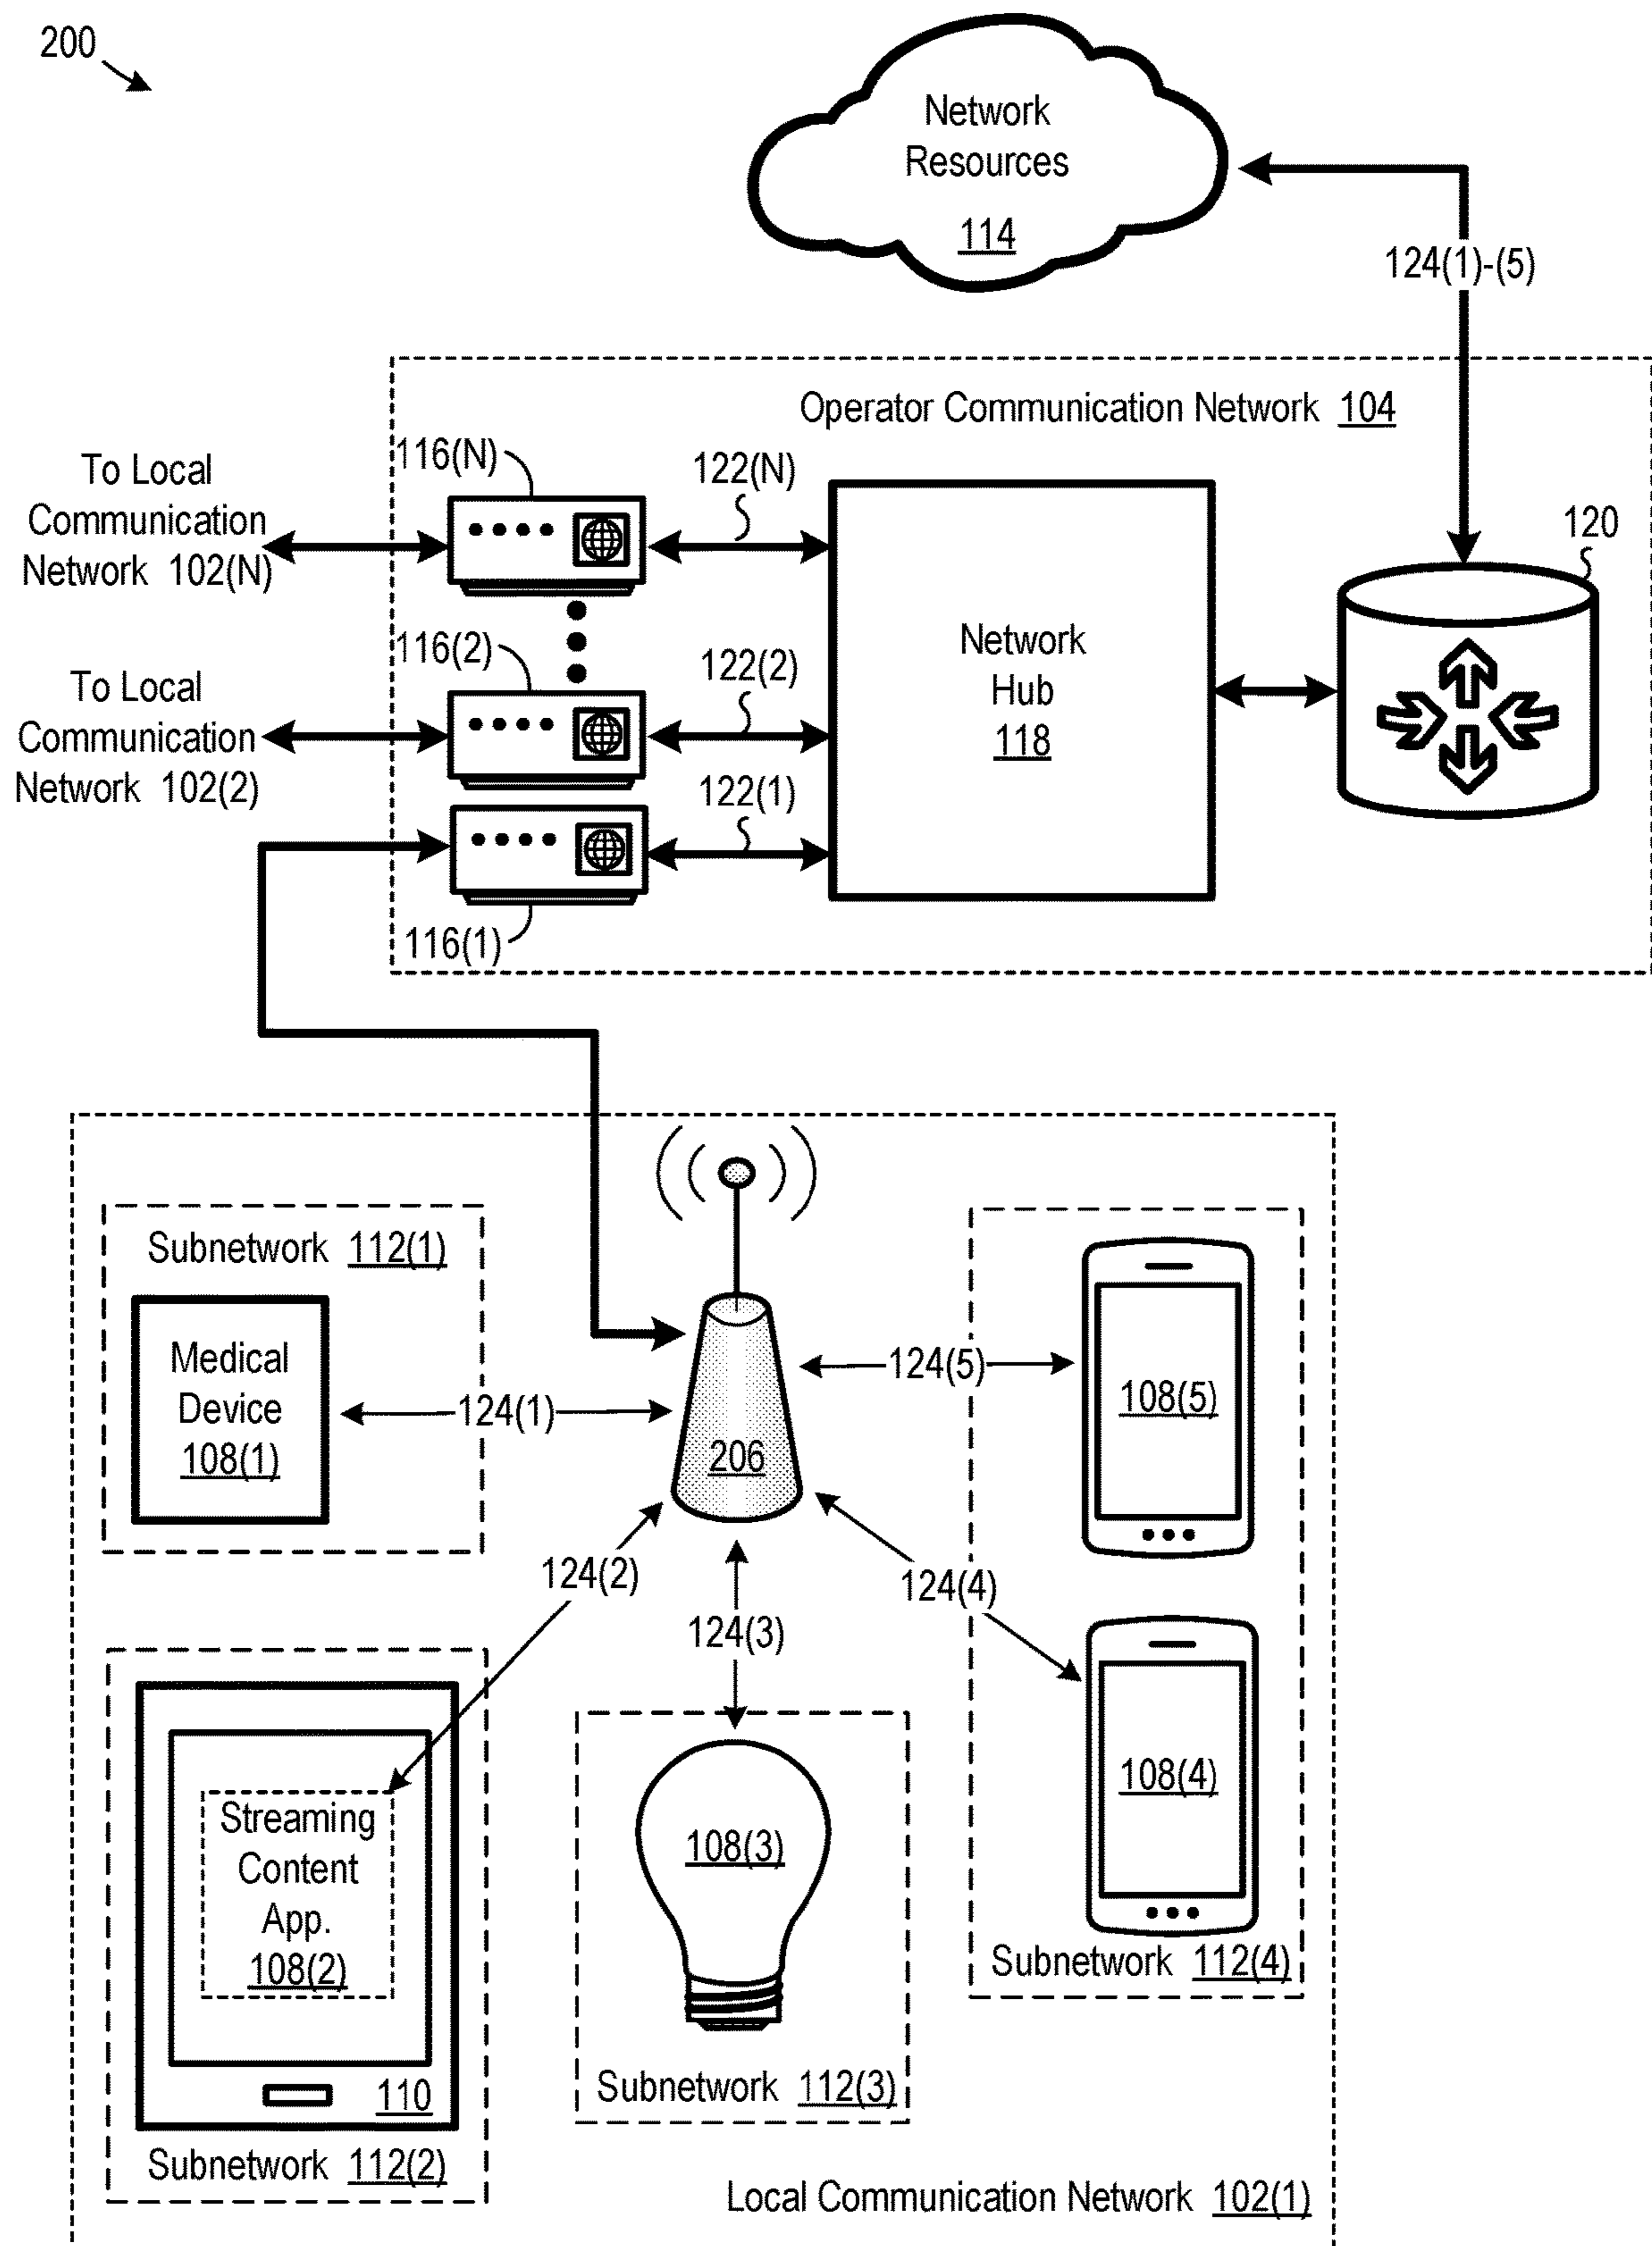 200
Network
Resources
114
124(1)-(5)
Operator Communication Network 104
116(N)
122(N)
To Local
Communication
Network 102(N)
120
116(2)
122(2)
Network
Hub
118
To Local
Communication
Network 102(2)
122(1)
116(1)
Subnetwork 112(1)
Medical
Device
108(1)
124(1)
206
124(5)
108(5)
124(2)
124(3)
124(4)
108(4)
Subnetwork 112(4)
Streaming
Content
App.
108(2)
110
Subnetwork 112(2)
108(3)
Subnetwork 112(3)
Local Communication Network 102(1)